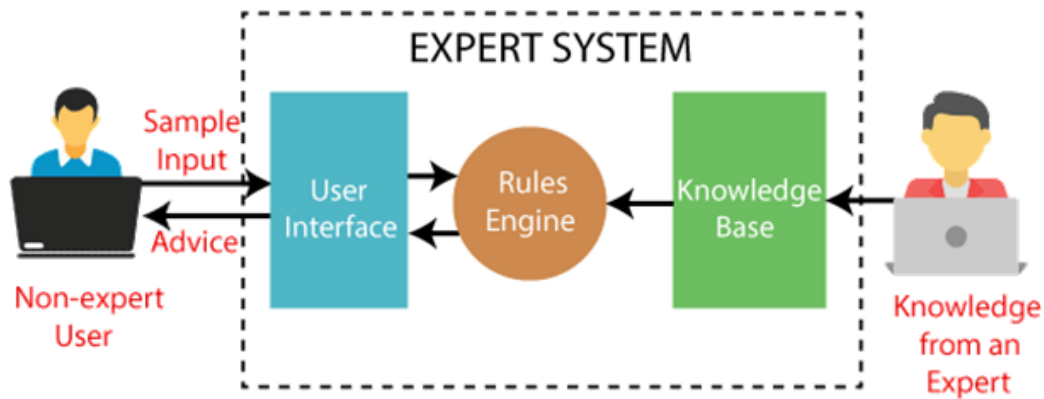 EXPERT SYSTEM
Sample
Input
Advice
Non-expert
User
User
Interface
Rules
Engine
Knowledge
Base
Knowledge
from an
Expert